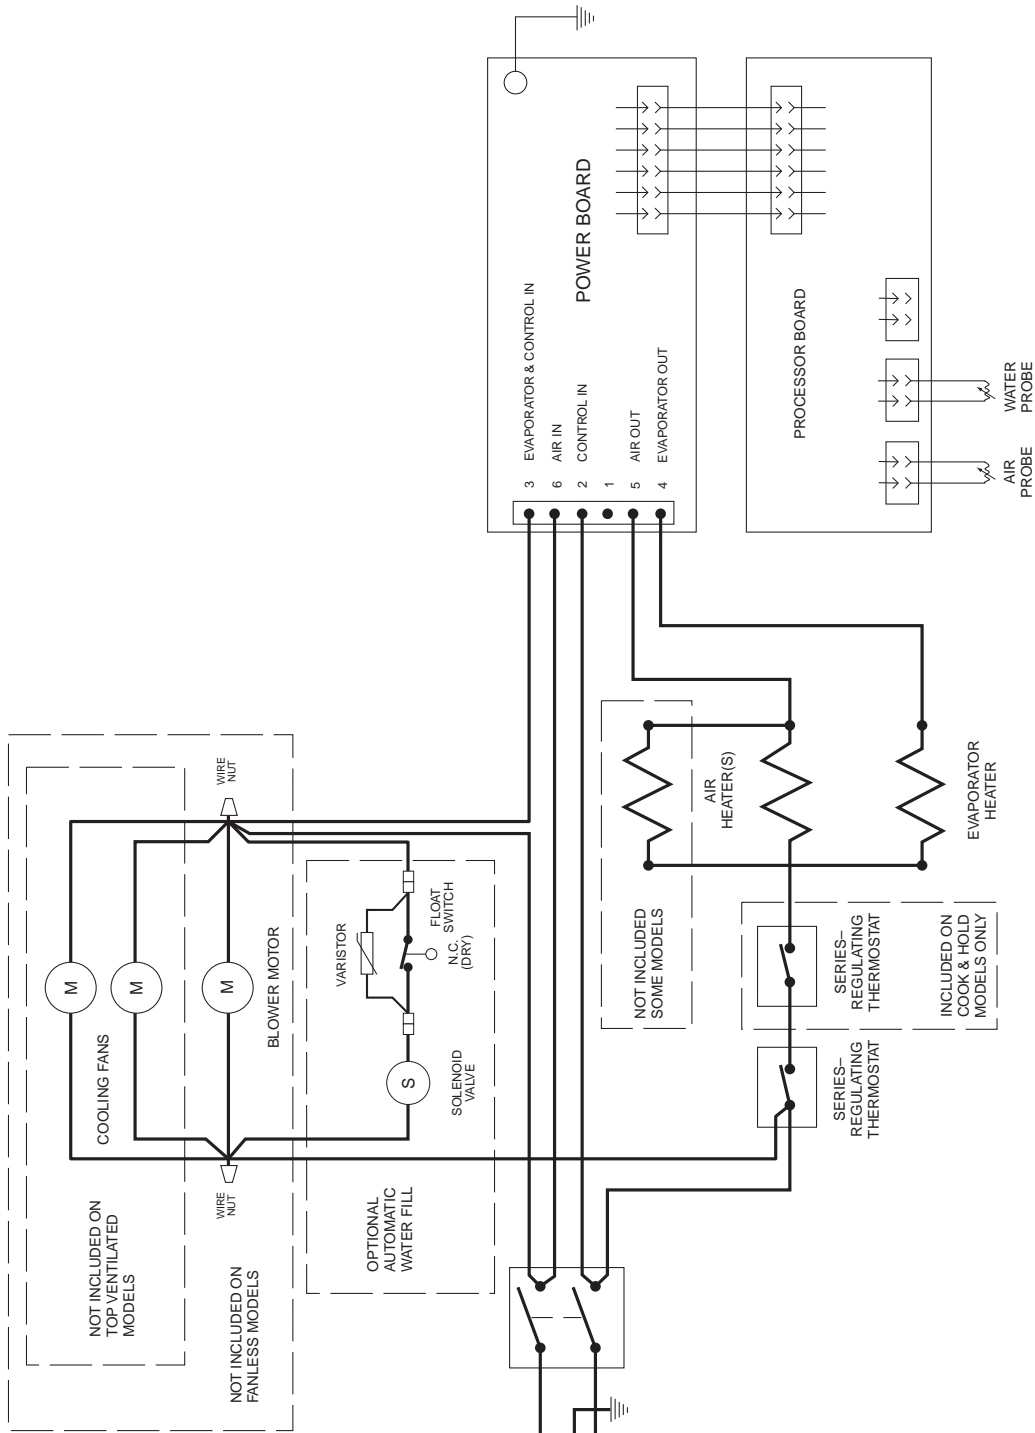 POWER BOARD
3 EVAPORATOR & CONTROL IN
6 AIR IN
2 CONTROL IN
1
5 AIR OUT
4 EVAPORATOR OUT
PROCESSOR BOARD
WATER
PROBE
AIR
PROBE
WIRE
NUT
M
M
M
COOLING FANS
BLOWER MOTOR
WIRE
NUT
NOT INCLUDED ON
TOP VENTILATED
MODELS
NOT INCLUDED ON
FANLESS MODELS
VARISTOR
FLOAT
SWITCH
N.C.
(DRY)
S
SOLENOID
VALVE
OPTIONAL
AUTOMATIC
WATER FILL
AIR
HEATER(S)
EVAPORATOR
HEATER
NOT INCLUDED
SOME MODELS
SERIES–
REGULATING
THERMOSTAT
INCLUDED ON
COOK & HOLD
MODELS ONLY
SERIES–
REGULATING
THERMOSTAT